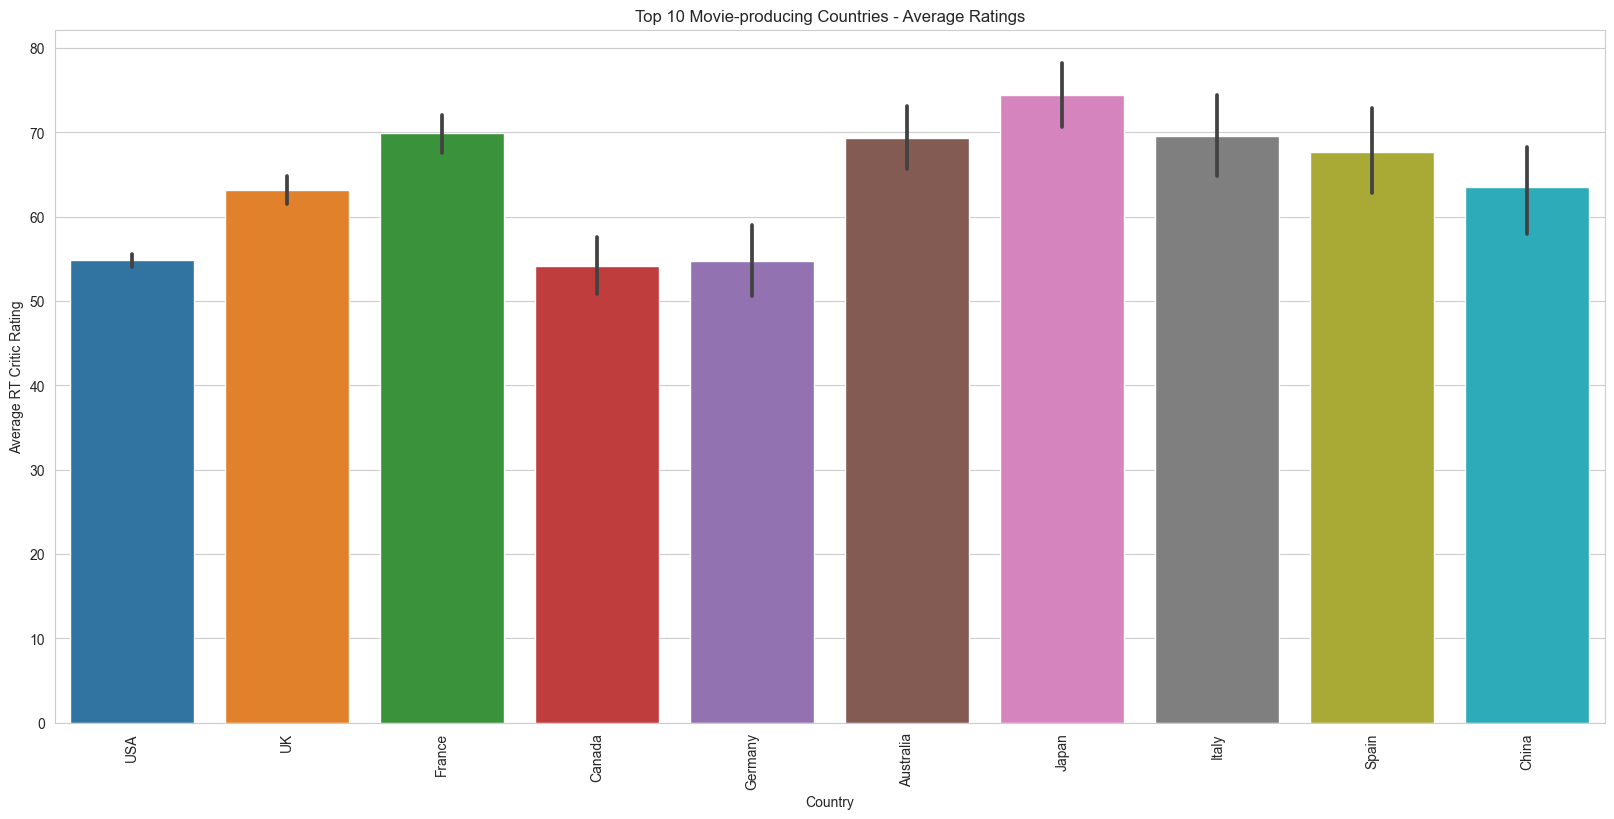 Top 10 Movie-producing Countries - Average Ratings
Average RT Critic Rating
80
70
60
50
40
30
20
10
0
USA
UK
France
Canada
Germany
Australia
Japan
Italy
Spain
China
Country